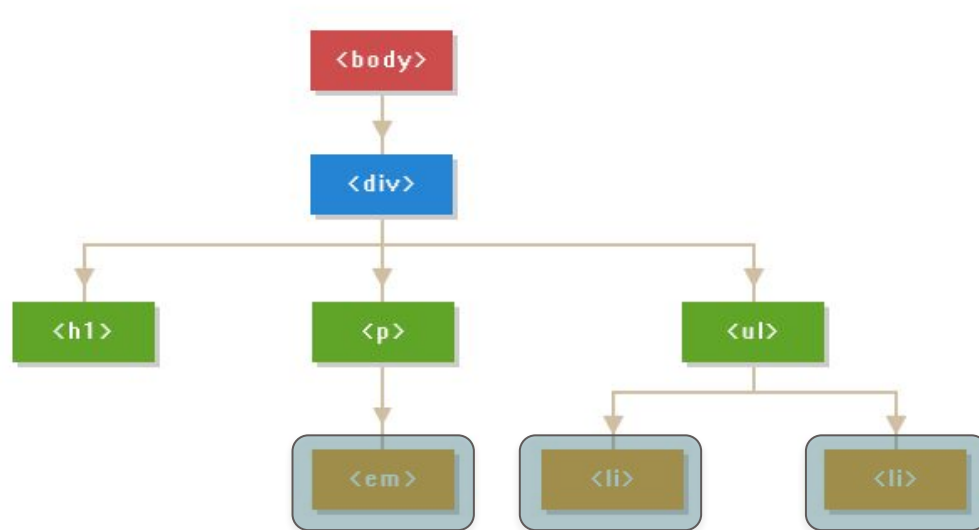 <body>
<div>
<h1>
<p>
<ul>
<em>
<li>
<li>